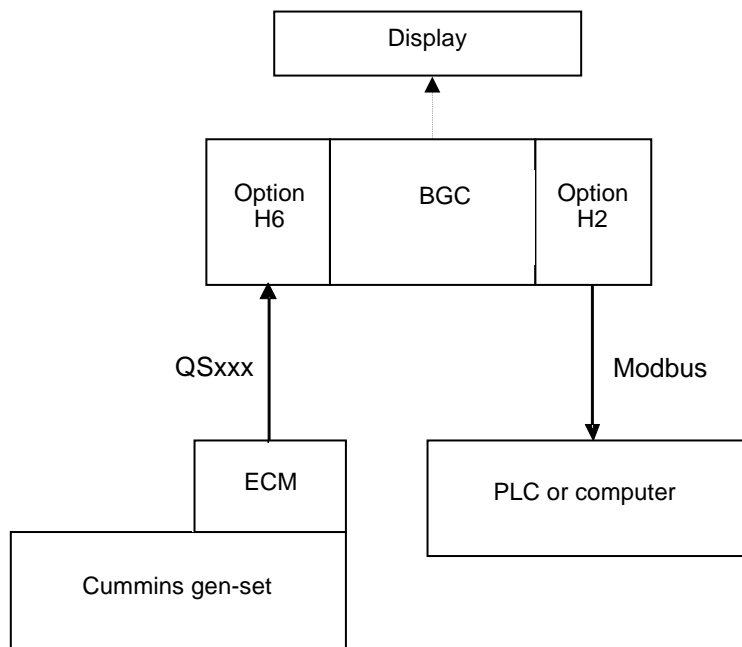 Display
Option
H6
BGC
Option
H2
QSxxx
Modbus
ECM
PLC or computer
Cummins gen-set